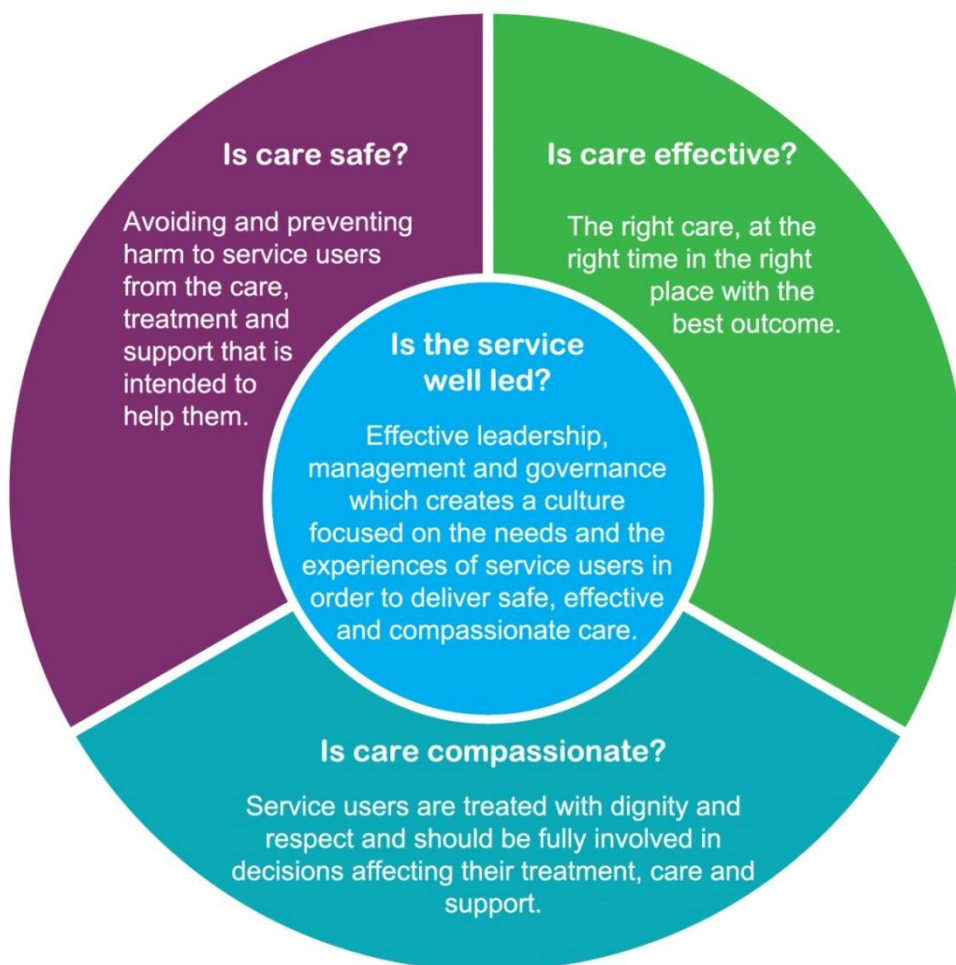 Is care safe?
Avoiding and preventing
harm to service users
from the care,
treatment and
support that is
intended to
help them.
Is care effective?
The right care, at the
right time in the right
place with the
best outcome.
Is the service
well led?
Effective leadership,
management and governance
which creates a culture
focused on the needs and the
experiences of service users in
order to deliver safe, effective
and compassionate care.
Is care compassionate?
Service users are treated with dignity and
respect and should be fully involved in
decisions affecting their treatment, care and
support.